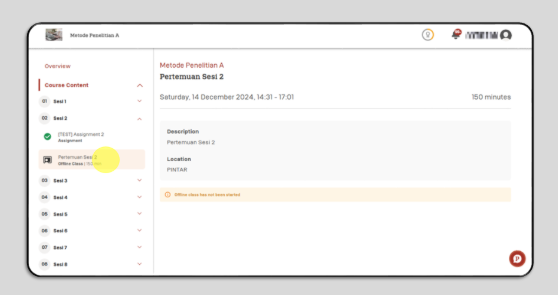 Metode Penelitian A
Overview
Course Content
01 Sesi 1
02 Sesi 2
[TEST] Assignment 2
Assignment
Pertemuan Sesi 2
Offline Class
03 Sesi 3
04 Sesi 4
05 Sesi 5
06 Sesi 6
07 Sesi 7
08 Sesi 8
Metode Penelitian A
Pertemuan Sesi 2
Saturday, 14 December 2024, 14:31 - 17:01
150 minutes
Description
Pertemuan Sesi 2
Location
PINTAR
Offline class has not been started